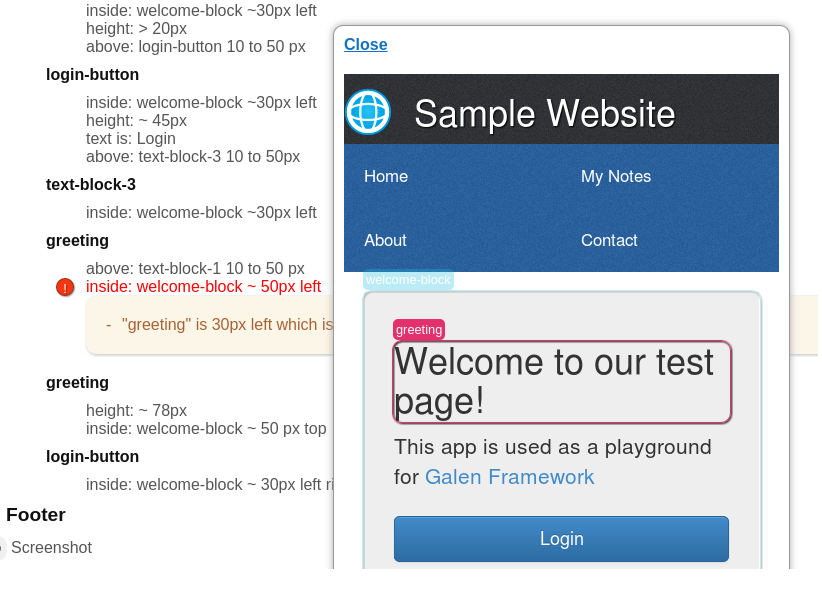 inside: welcome-block ~30px left
height: > 20px
above: login-button 10 to 50 px
login-button
inside: welcome-block ~30px left
height: ~ 45px
text is: Login
above: text-block-3 10 to 50px
text-block-3
inside: welcome-block ~30px left
greeting
above: text-block-1 10 to 50 px
!
inside: welcome-block ~ 50px left
- "greeting" is 30px left which is
greeting
height: ~ 78px
inside: welcome-block ~ 50 px top
login-button
inside: welcome-block ~ 30px left
Footer
Screenshot
Close
Sample Website
Home
My Notes
About
Contact
welcome-block
greeting
Welcome to our test
page!
This app is used as a playground
for Galen Framework
Login